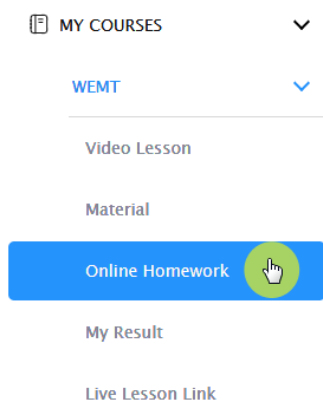 MY COURSES
WEMT
Video Lesson
Material
Online Homework
My Result
Live Lesson Link